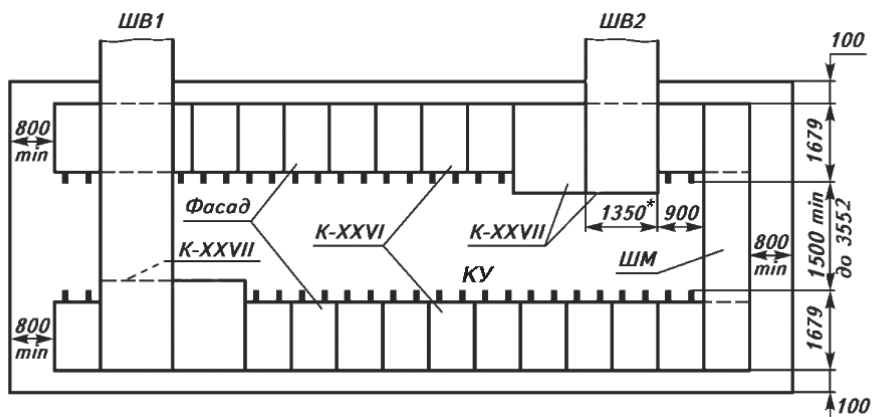 ШВ1
ШВ2
100
800
min
1679
Фасад
К-XXVI
К-XXVII
1350*
900
1500 min
до 3552
К-XXVII
КУ
ШМ
800
min
800
min
1679
100